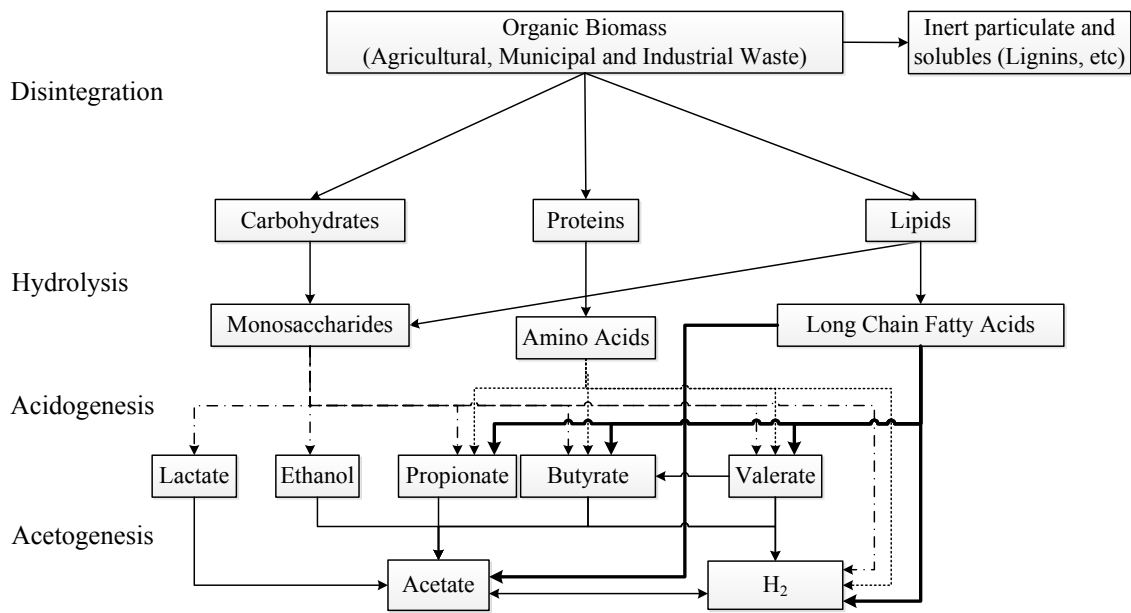 Organic Biomass
(Agricultural, Municipal and Industrial Waste)
Inert particulate and
solubles (Lignins, etc)
Disintegration
Carbohydrates
Proteins
Lipids
Hydrolysis
Monosaccharides
Amino Acids
Long Chain Fatty Acids
Acidogenesis
Lactate
Ethanol
Propionate
Butyrate
Valerate
Acetogenesis
Acetate
H₂